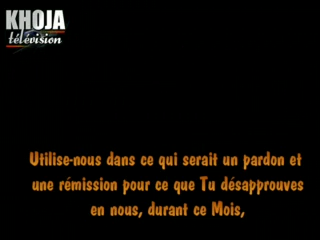 KHOJA
télévision
Utilise-nous dans ce qui serait un pardon et
une rémission pour ce que Tu désapprouves
en nous, durant ce Mois,